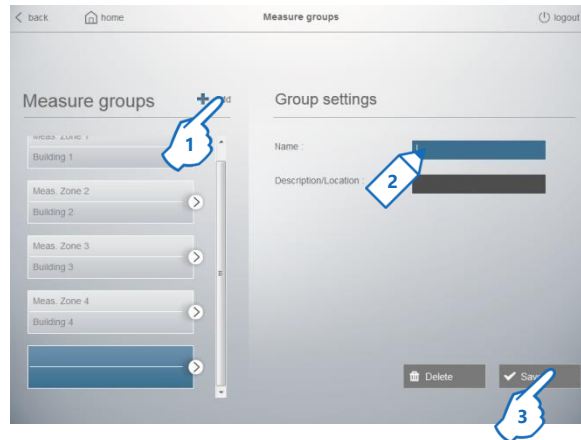 back
home
Measure groups
logout
Measure groups
Group settings
1
Building 1
Meas. Zone 2
Building 2
Meas. Zone 3
Building 3
Meas. Zone 4
Building 4
Name :
2
Description/Location :
Delete
3